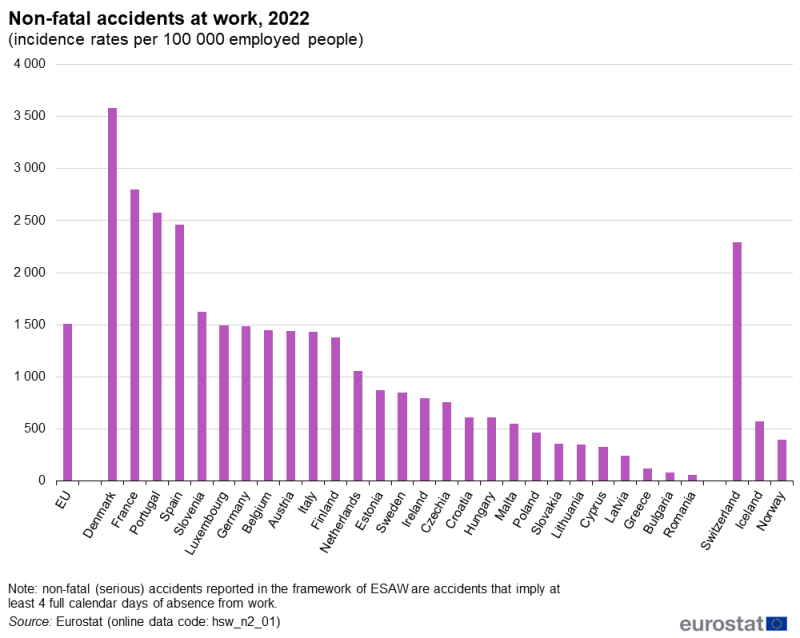 Non-fatal accidents at work, 2022
(incidence rates per 100 000 employed people)
4 000
3 500
3 000
2 500
2 000
1 500
1 000
500
0
EU
Denmark
France
Portugal
Spain
Slovenia
Luxembourg
Germany
Belgium
Austria
Italy
Finland
Netherlands
Estonia
Sweden
Ireland
Czechia
Croatia
Hungary
Malta
Poland
Slovakia
Lithuania
Cyprus
Latvia
Greece
Bulgaria
Romania
Switzerland
Iceland
Norway
Note: non-fatal (serious) accidents reported in the framework of ESAW are accidents that imply at
least 4 full calendar days of absence from work.
Source: Eurostat (online data code: hsw_n2_01)
eurostat